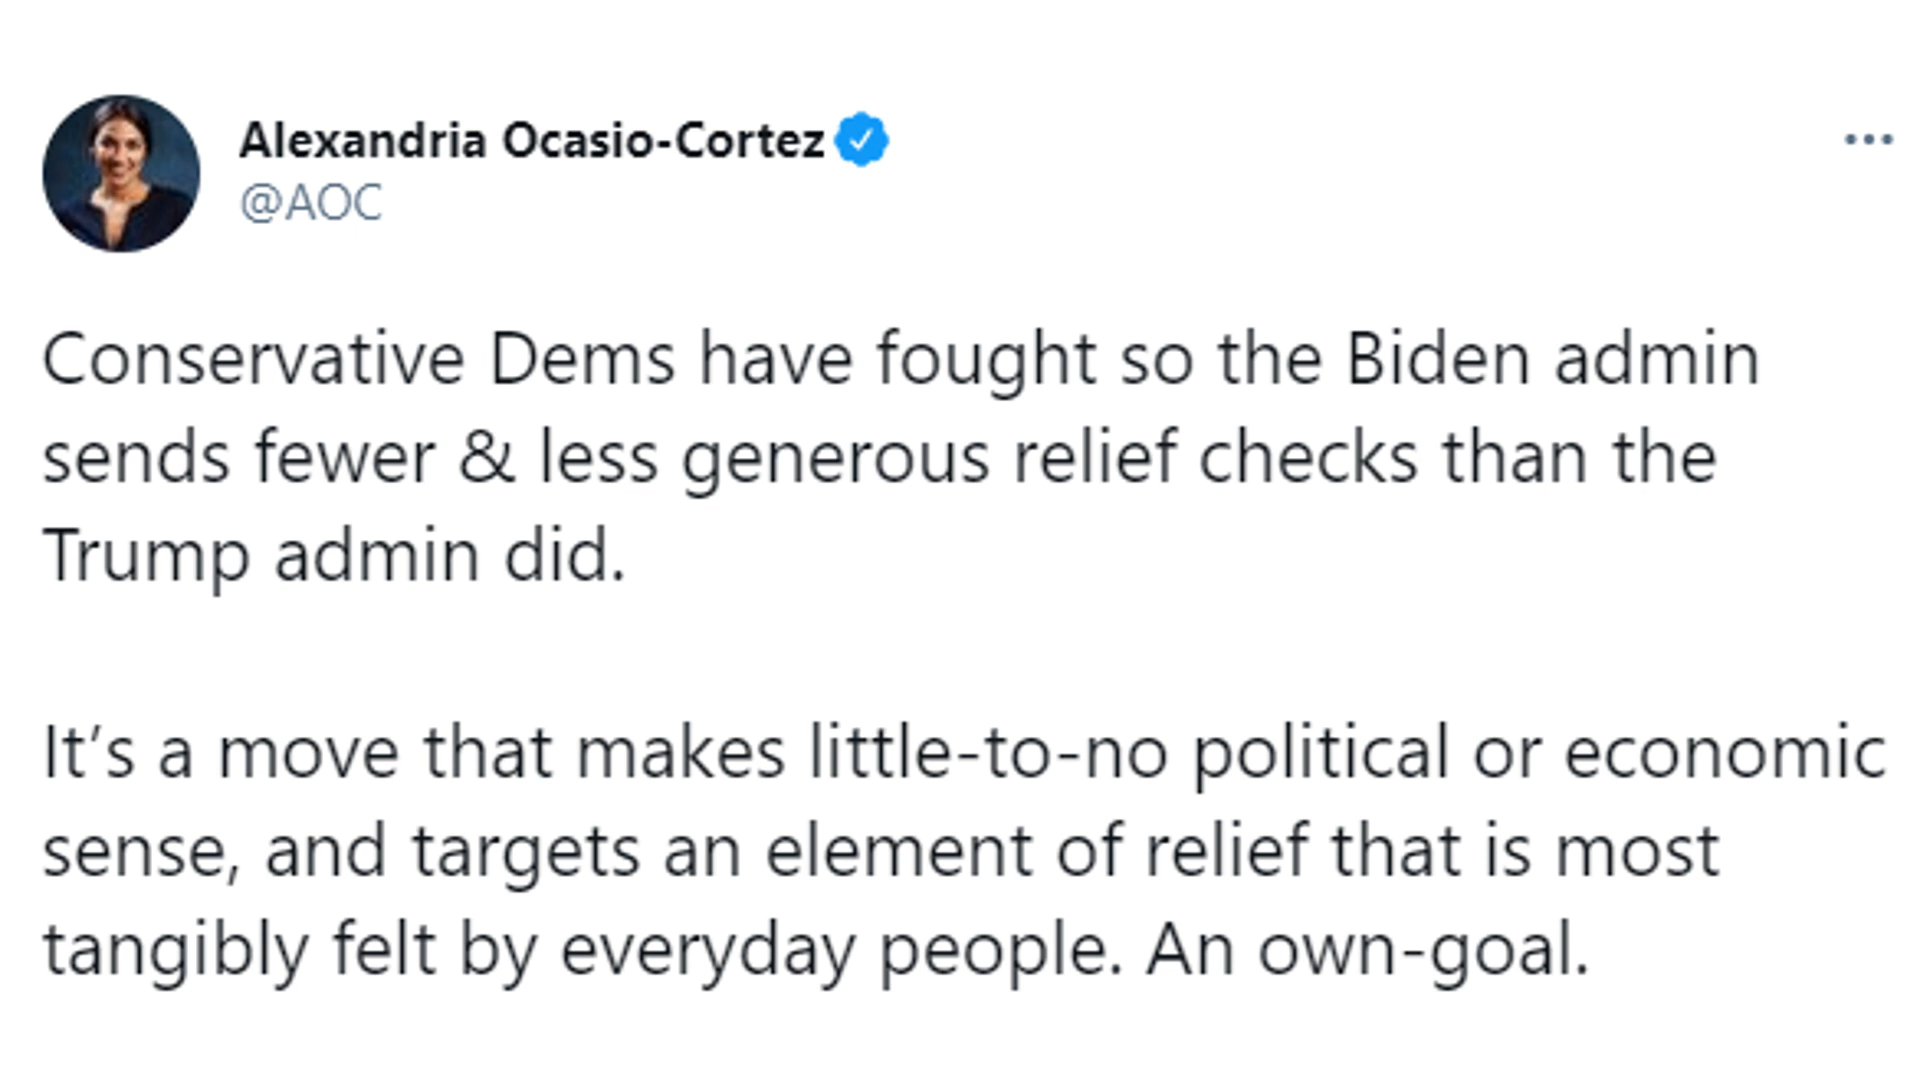 Alexandria Ocasio-Cortez
@AOC
Conservative Dems have fought so the Biden admin
sends fewer & less generous relief checks than the
Trump admin did.
It’s a move that makes little-to-no political or economic
sense, and targets an element of relief that is most
tangibly felt by everyday people. An own-goal.